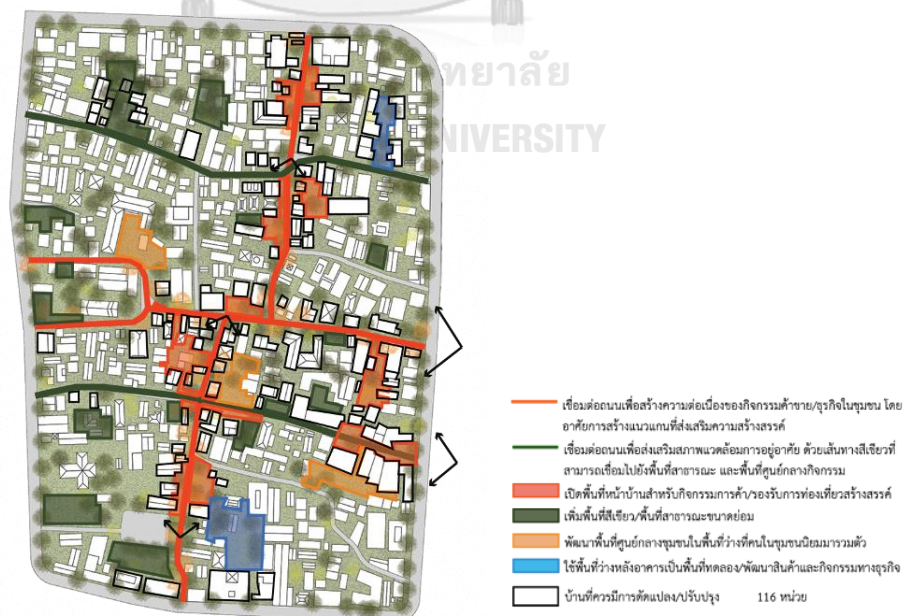 ทยาลัย
NIVERSITY
เชื่อมต่อถนนเพื่อสร้างความต่อเนื่องของกิจกรรมค้าขาย/ธุรกิจในชุมชน โดย
อาศัยการสร้างแนวแกนที่ส่งเสริมความสร้างสรรค์
เชื่อมต่อถนนเพื่อส่งเสริมสภาพแวดล้อมการอยู่อาศัย ด้วยเส้นทางสีเขียวที่
สามารถเชื่อมไปยังพื้นที่สาธารณะ และพื้นที่ศูนย์กลางกิจกรรม
เปิดพื้นที่หน้าบ้านสำหรับกิจกรรมการค้า/รองรับการท่องเที่ยวสร้างสรรค์
เพิ่มพื้นที่สีเขียว/พื้นที่สาธารณะขนาดย่อม
พัฒนาพื้นที่ศูนย์กลางชุมชนในพื้นที่ว่างที่คนในชุมชนนิยมมารวมตัว
ใช้พื้นที่ว่างหลังอาคารเป็นพื้นที่ทดลอง/พัฒนาสินค้าและกิจกรรมทางธุรกิจ
บ้านที่ควรมีการดัดแปลง/ปรับปรุง 116 หน่วย